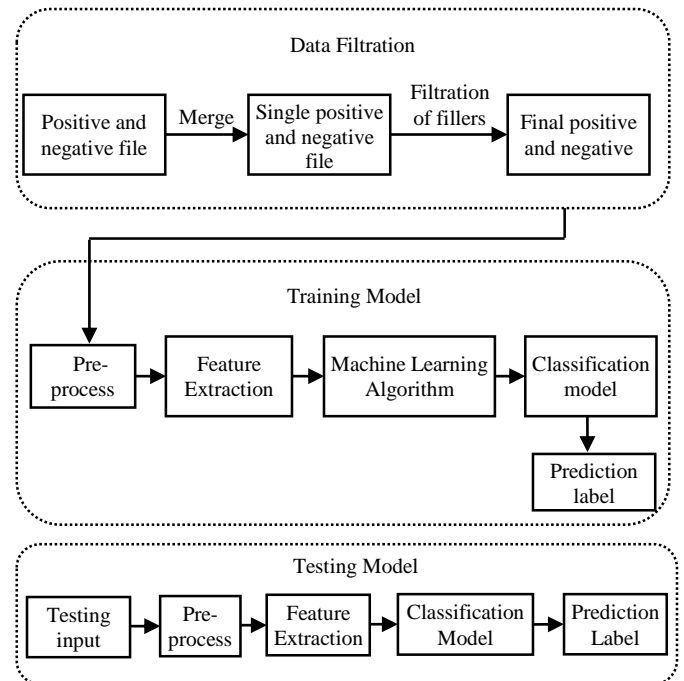 Data Filtration
Positive and
negative file
Merge
Single positive
and negative
file
Filtration
of fillers
Final positive
and negative
Training Model
Pre-
process
Feature
Extraction
Machine Learning
Algorithm
Classification
model
Prediction
label
Testing Model
Testing
input
Pre-
process
Feature
Extraction
Classification
Model
Prediction
Label